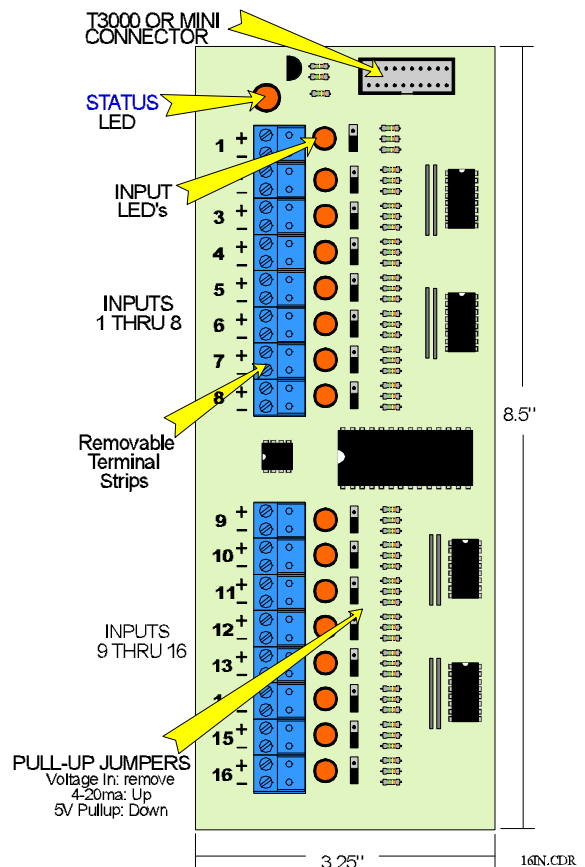 T3000 OR MINI
CONNECTOR
STATUS
LED
1 + –
INPUT
LED's
–
3 + –
4 + –
5 + –
INPUTS
1 THRU 8
6 + –
7 +
8 –
8.5"
Removable
Terminal
Strips
9 + –
10 + –
11 + –
12 + –
INPUTS
9 THRU 16
13 +
–
15 + –
16 + –
PULL-UP JUMPERS
Voltage In: remove
4-20ma: Up
5V Pullup: Down
3.25"
16IN.CDR